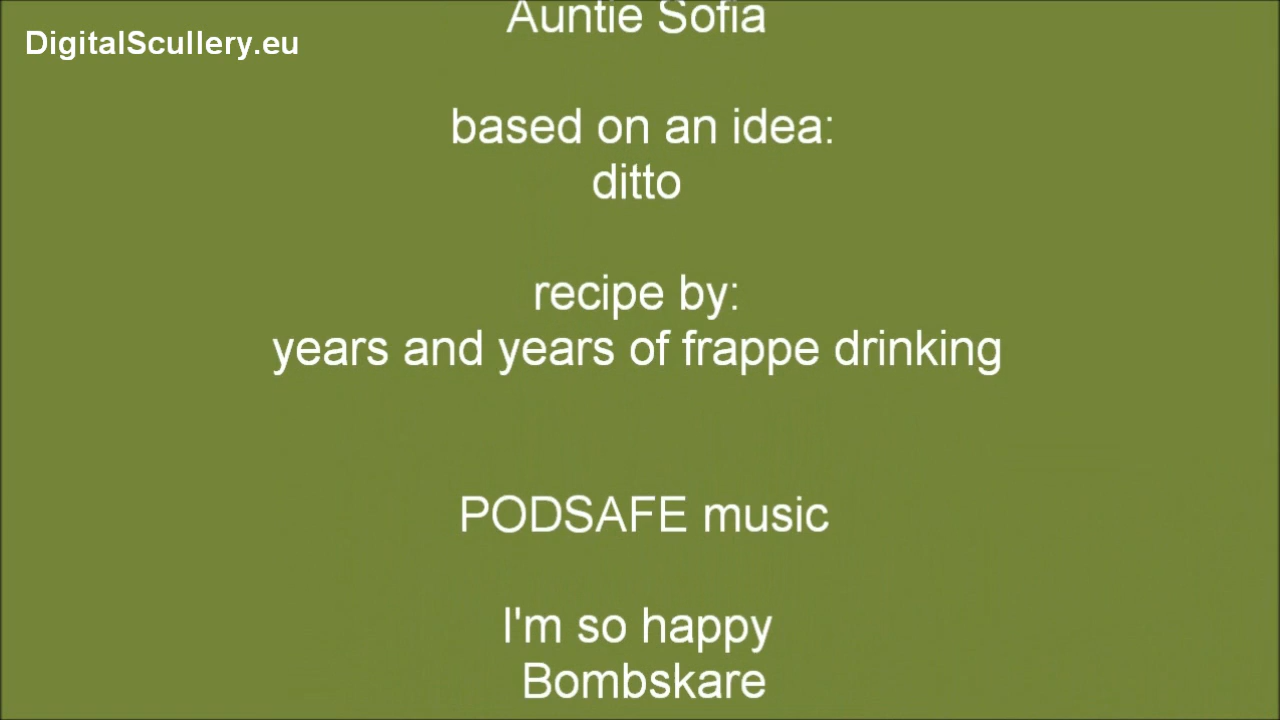 Auntie Sofia
DigitalScullery.eu
based on an idea:
ditto
recipe by:
years and years of frappe drinking
PODSAFE music
I'm so happy
Bombskare